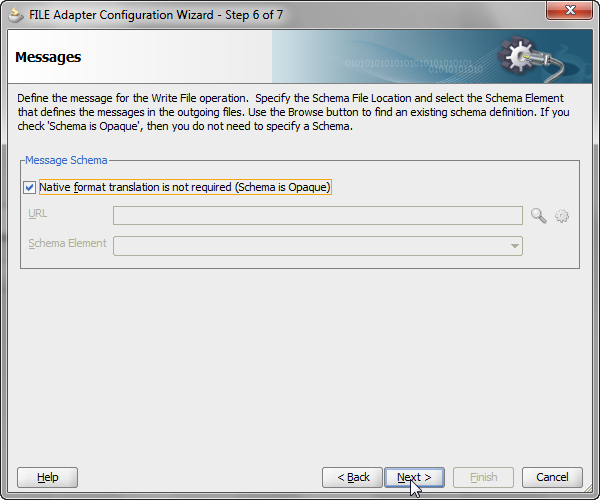 FILE Adapter Configuration Wizard - Step 6 of 7
Messages
Define the message for the Write File operation.  Specify the Schema File Location and select the Schema Element
that defines the messages in the outgoing files. Use the Browse button to find an existing schema definition. If you
check 'Schema is Opaque', then you do not need to specify a Schema.
Message Schema
Native format translation is not required (Schema is Opaque)
URL
Schema Element
Help
< Back
Next >
Finish
Cancel